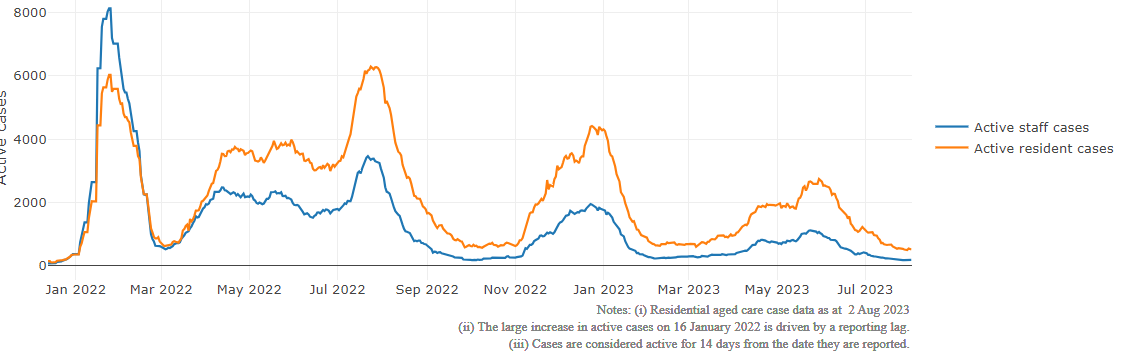 8000
6000
4000
2000
0
Active cases
Jan 2022 Mar 2022 May 2022 Jul 2022 Sep 2022 Nov 2022 Jan 2023 Mar 2023 May 2023 Jul 2023
Active staff cases
Active resident cases
Notes: (i) Residential aged care case data as at 2 Aug 2023
(ii) The large increase in active cases on 16 January 2022 is driven by a reporting lag.
(iii) Cases are considered active for 14 days from the date they are reported.